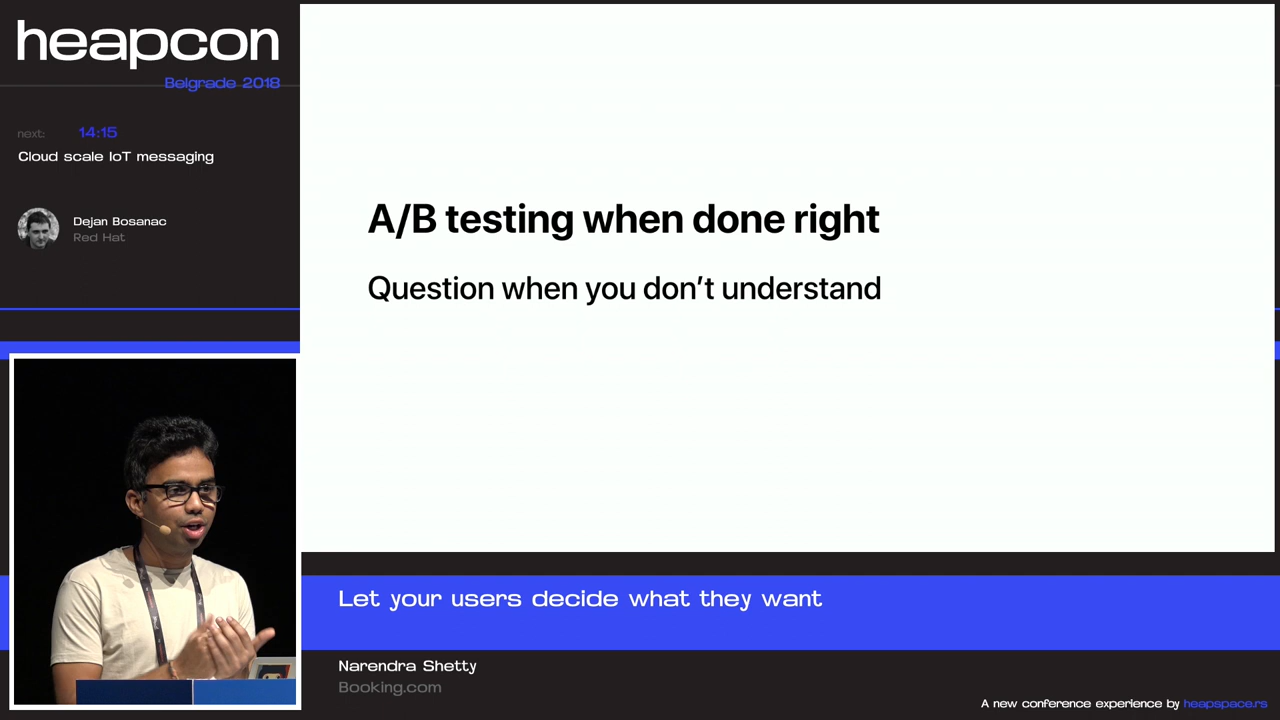 heapcon
Belgrade 2018
next: 14:15
Cloud scale IoT messaging
Dejan Bosanac
Red Hat
A/B testing when done right
Question when you don’t understand
Let your users decide what they want
Narendra Shetty
Booking.com
A new conference experience by heapspace.rs